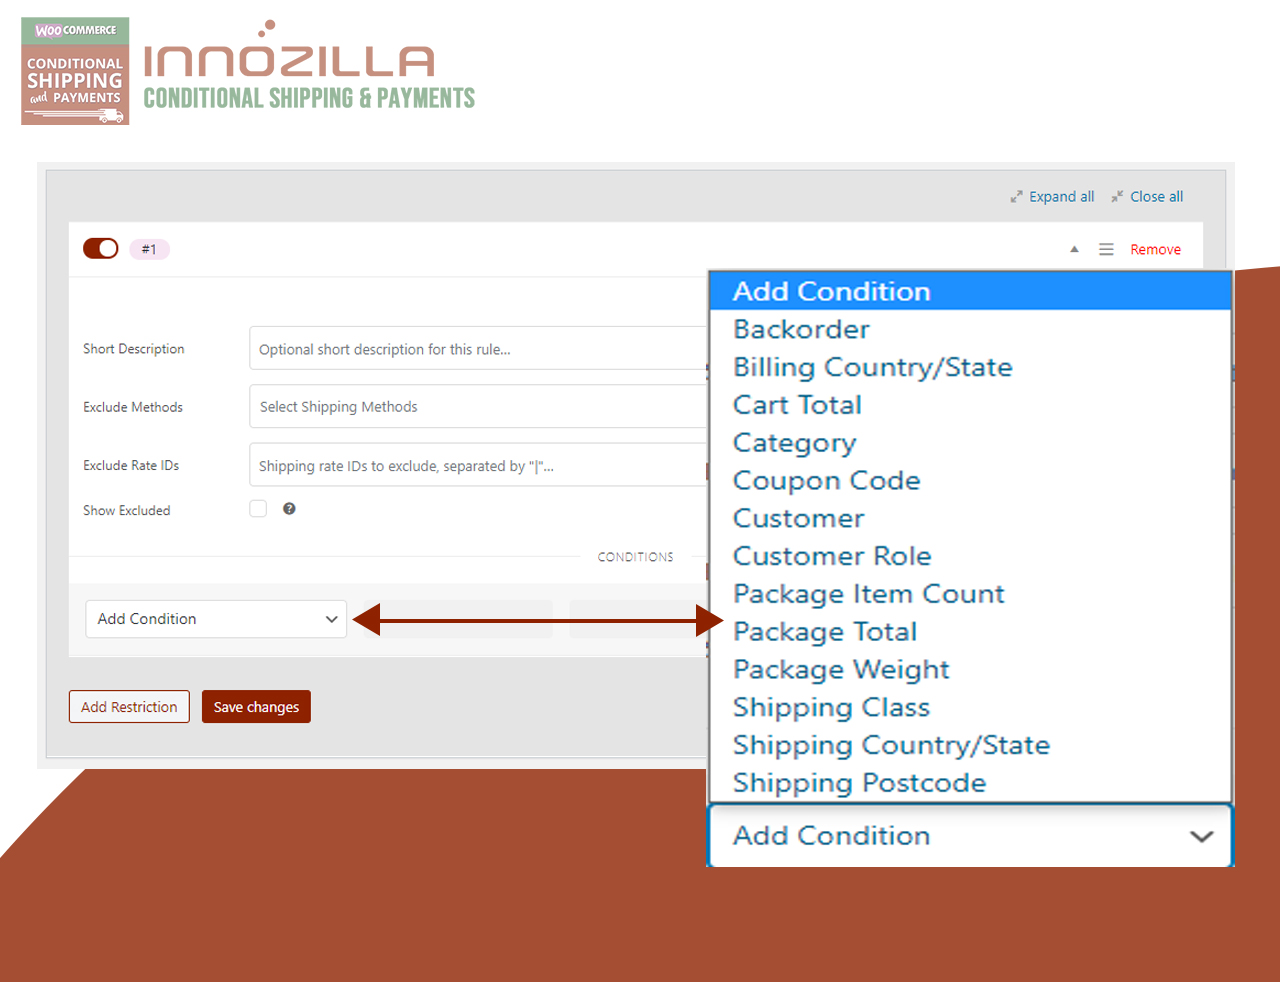 WOOCOMMERCE
CONDITIONAL
SHIPPING
and PAYMENTS
INNOZILLA
CONDITIONAL SHIPPING & PAYMENTS
Expand all
Close all
#1
Remove
Short Description
Optional short description for this rule...
Exclude Methods
Select Shipping Methods
Exclude Rate IDs
Shipping rate IDs to exclude, separated by "|"...
Show Excluded
?
CONDITIONS
Add Condition
Add Restriction
Save changes
Add Condition
Backorder
Billing Country/State
Cart Total
Category
Coupon Code
Customer
Customer Role
Package Item Count
Package Total
Package Weight
Shipping Class
Shipping Country/State
Shipping Postcode
Add Condition